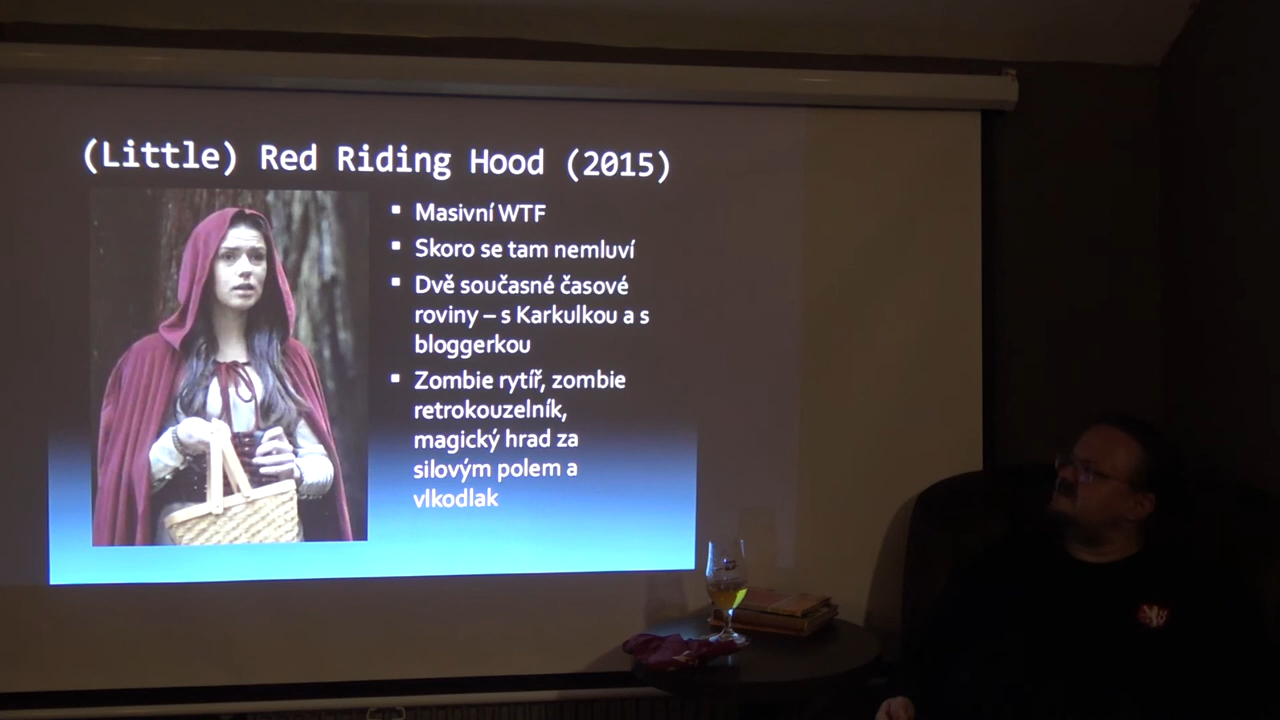 (Little) Red Riding Hood (2015)
Masivní WTF
Skoro se tam nemluví
Dvě současné časové
roviny – s Karkulkou a s
bloggerkou
Zombie rytíř, zombie
retrokouzelník,
magický hrad za
silovým polem a
vlkodlak